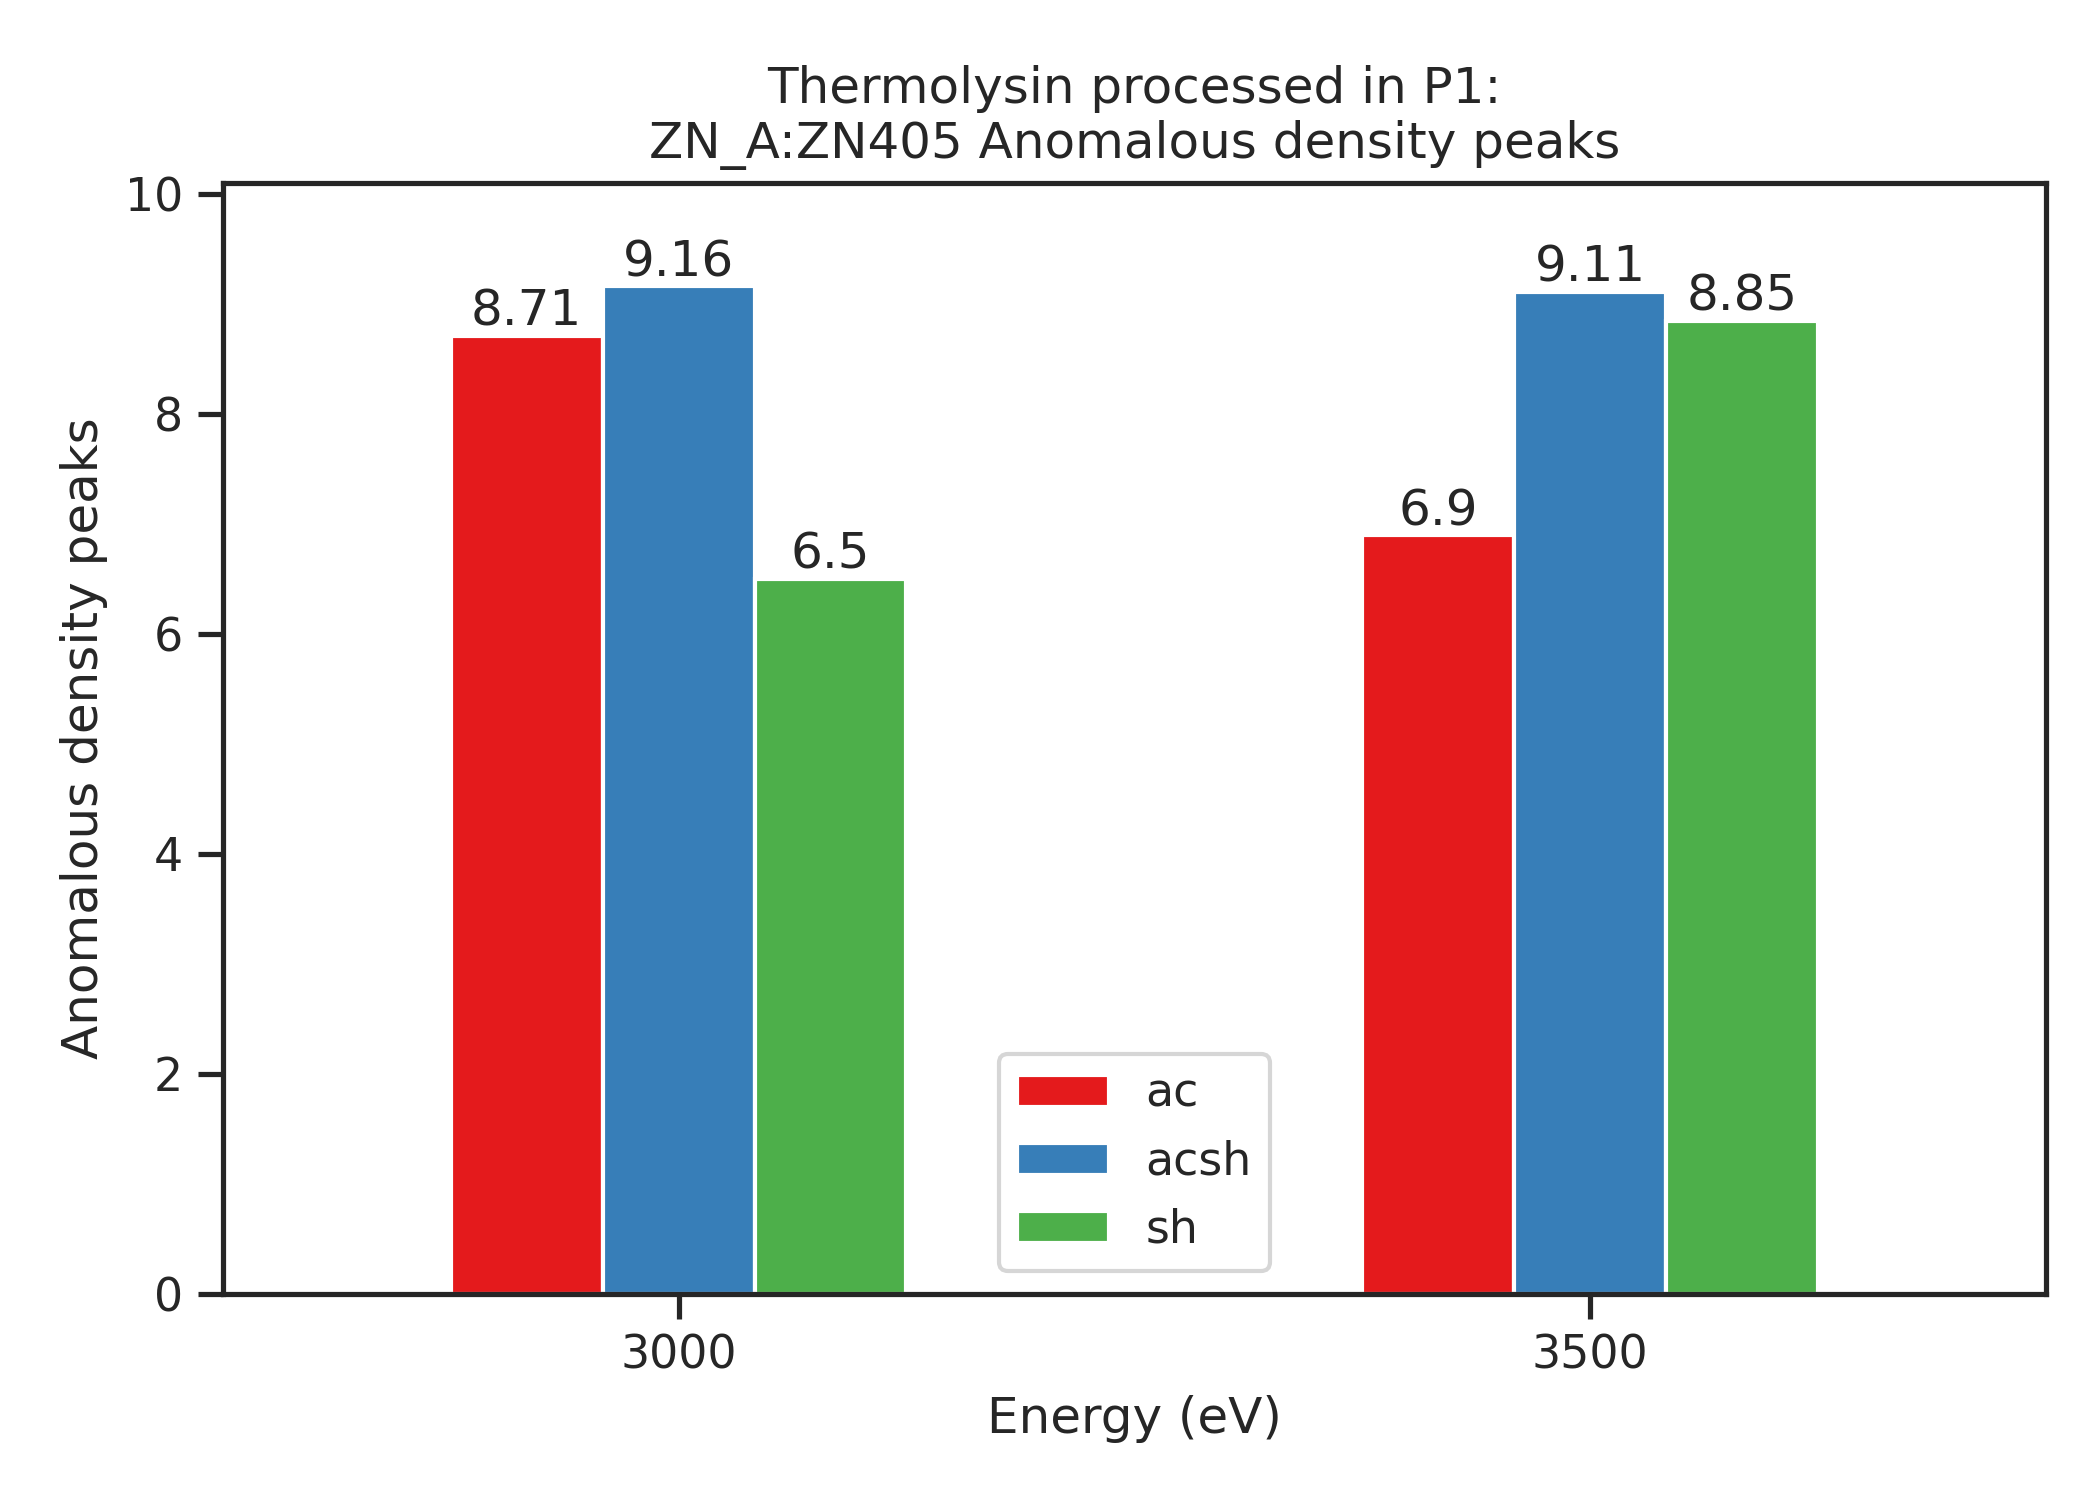 Thermolysin processed in P1:
ZN_A:ZN405 Anomalous density peaks
Anomalous density peaks
10
8
6
4
2
0
8.71
9.16
6.5
6.9
9.11
8.85
ac
acsh
sh
3000
3500
Energy (eV)